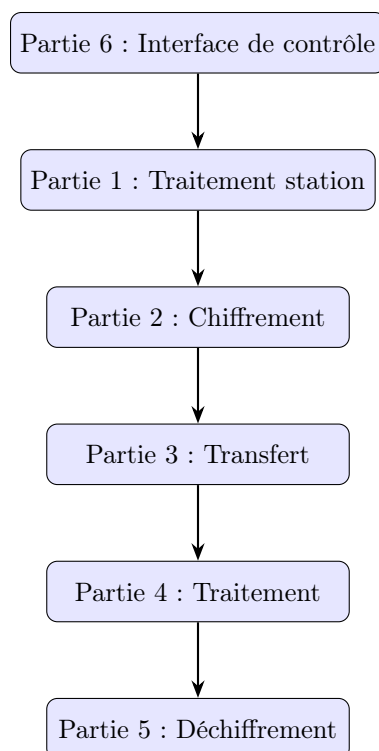 Partie 6 : Interface de contrôle
Partie 1 : Traitement station
Partie 2 : Chiffrement
Partie 3 : Transfert
Partie 4 : Traitement
Partie 5 : Déchiffrement